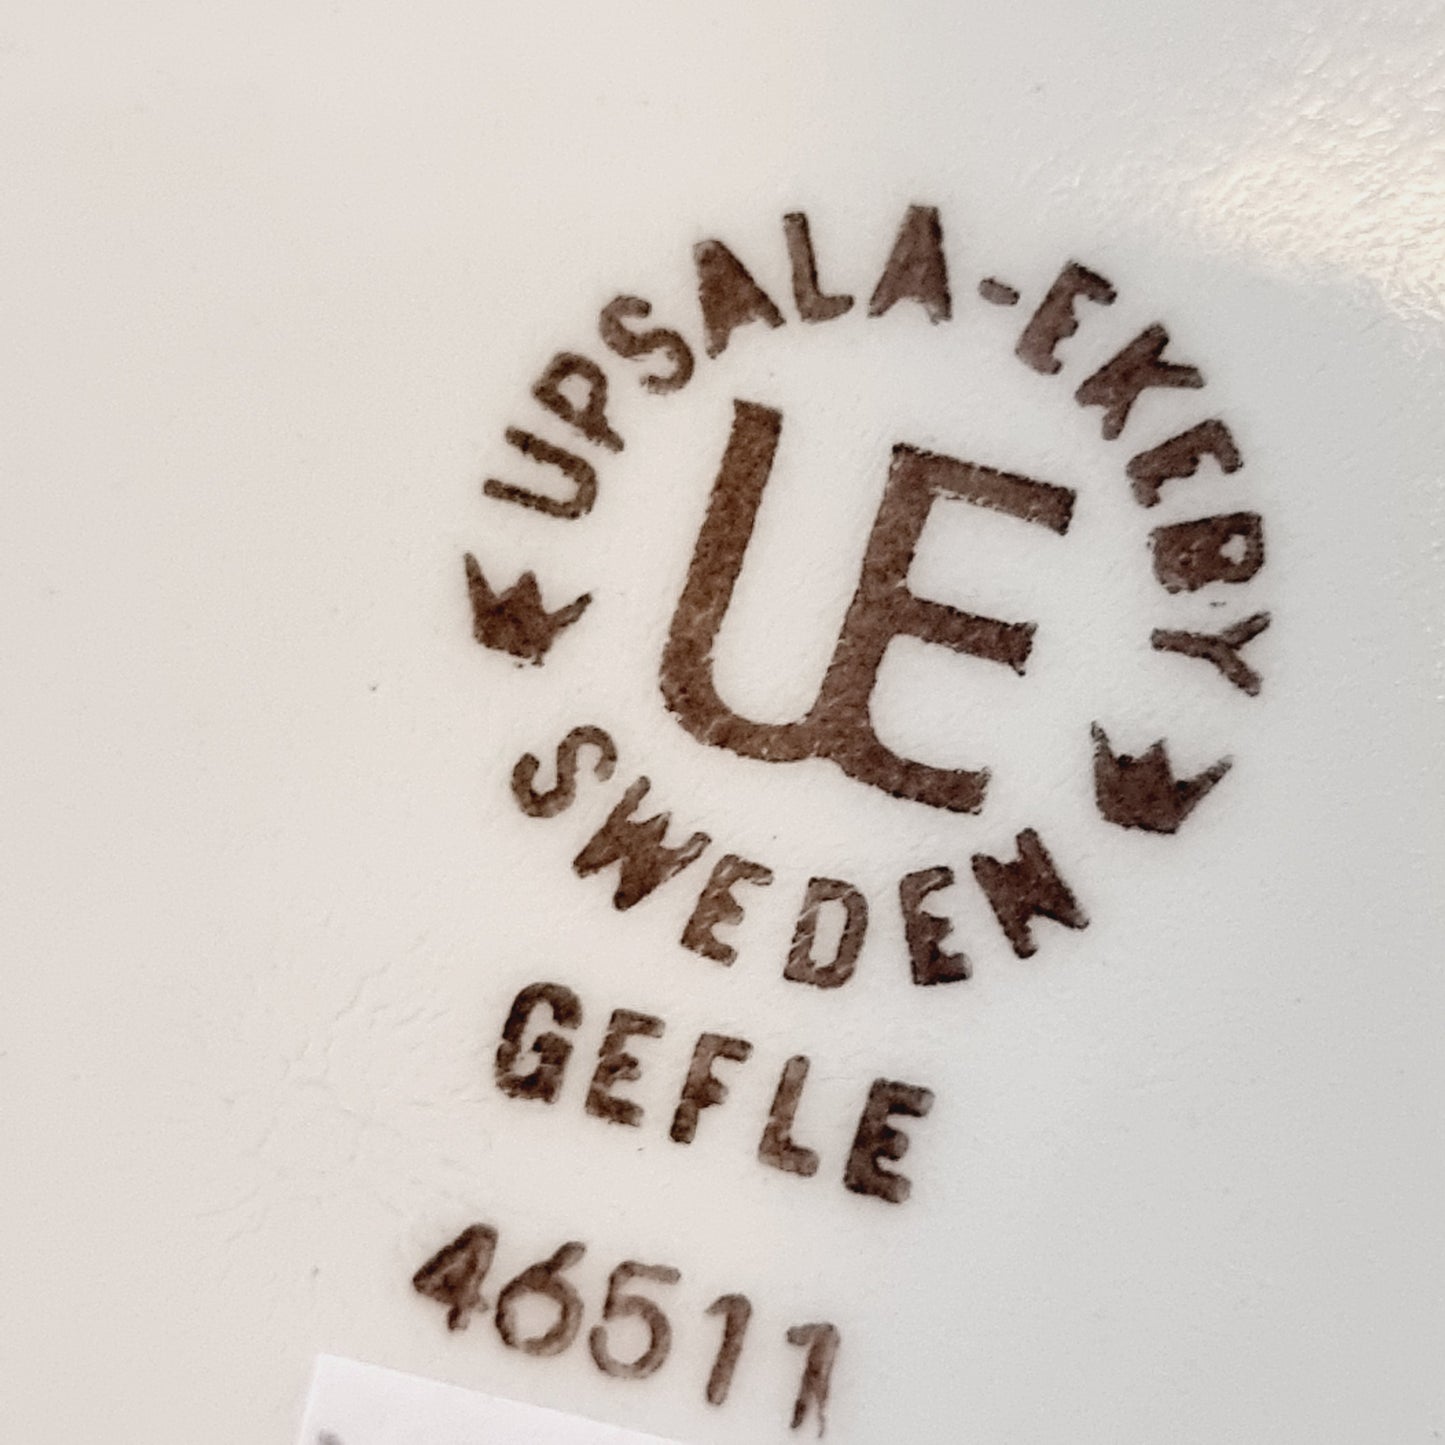 UPSALA-EKEBY
UE
SWEDEN
GEFLE
46511